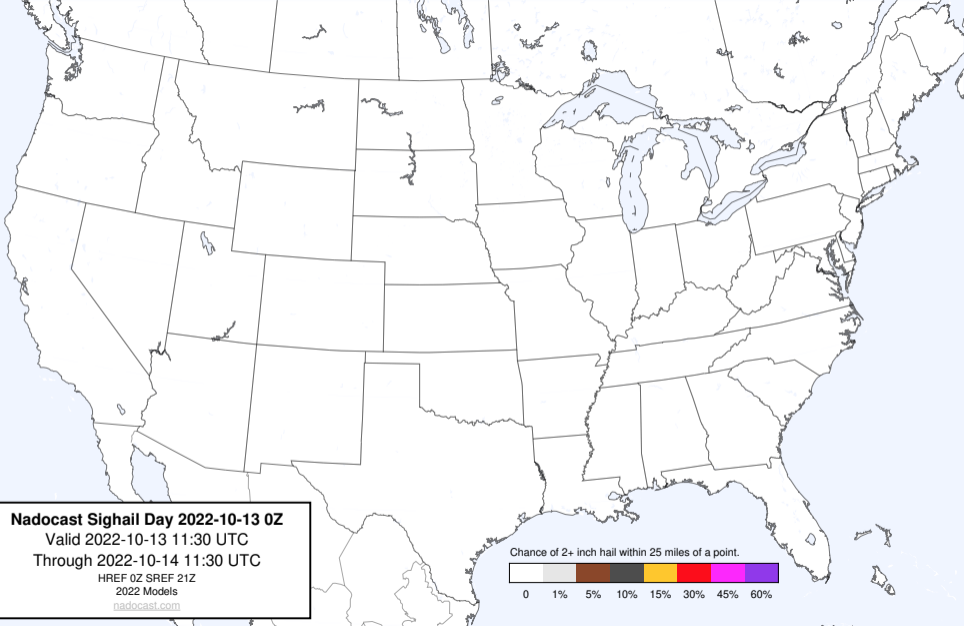 Nadocast Sighail Day 2022-10-13 0Z
Valid 2022-10-13 11:30 UTC
Through 2022-10-14 11:30 UTC
HREF 0Z SREF 21Z
2022 Models
nadocast.com
Chance of 2+ inch hail within 25 miles of a point.
0 1% 5% 10% 15% 30% 45% 60%